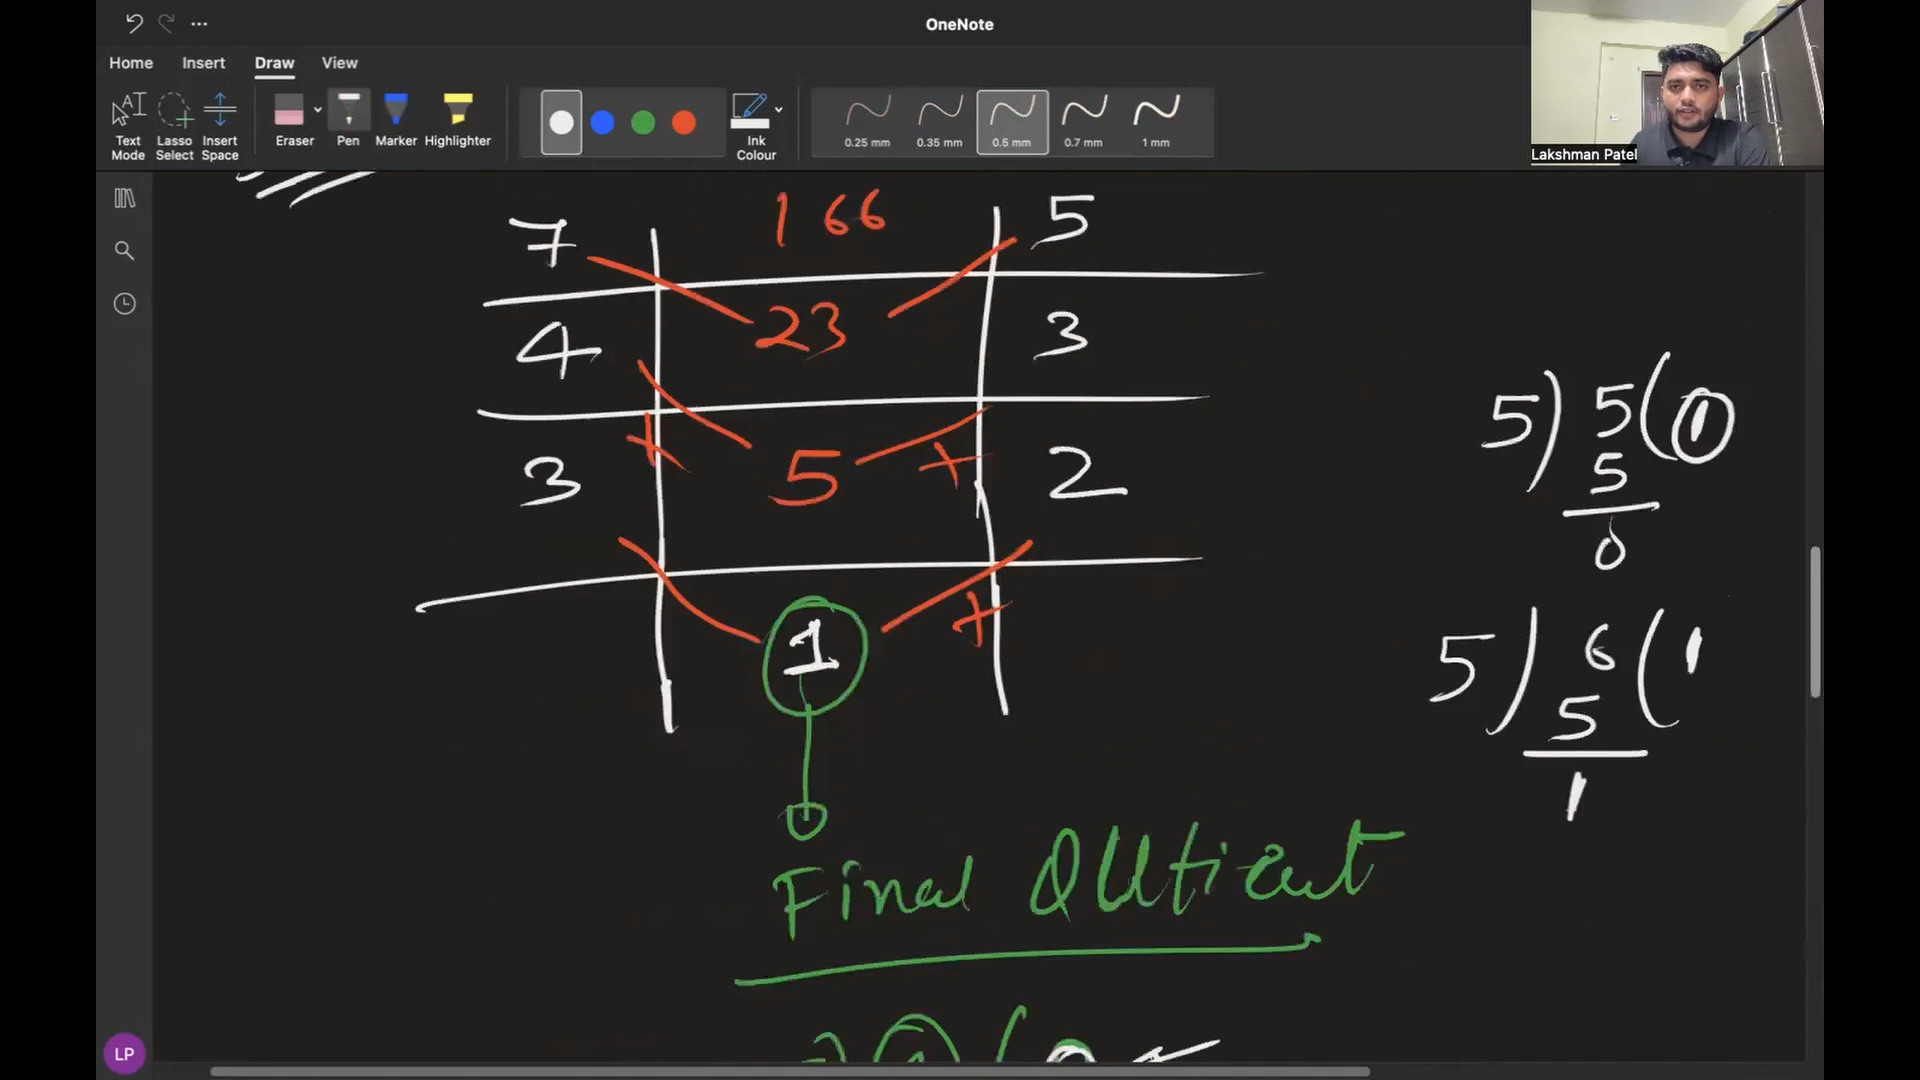 OneNote
Home Insert Draw View
Text Mode Lasso Select Insert Space Eraser Pen Marker Highlighter Ink Colour 0.25 mm 0.35 mm 0.5 mm 0.7 mm 1 mm
Lakshman Patel
7 166 5
4 23 3
3 + 5 + 2
1 +
Final QUtient
5) 5 (1
5
0
5) 6 (1
5
1
LP